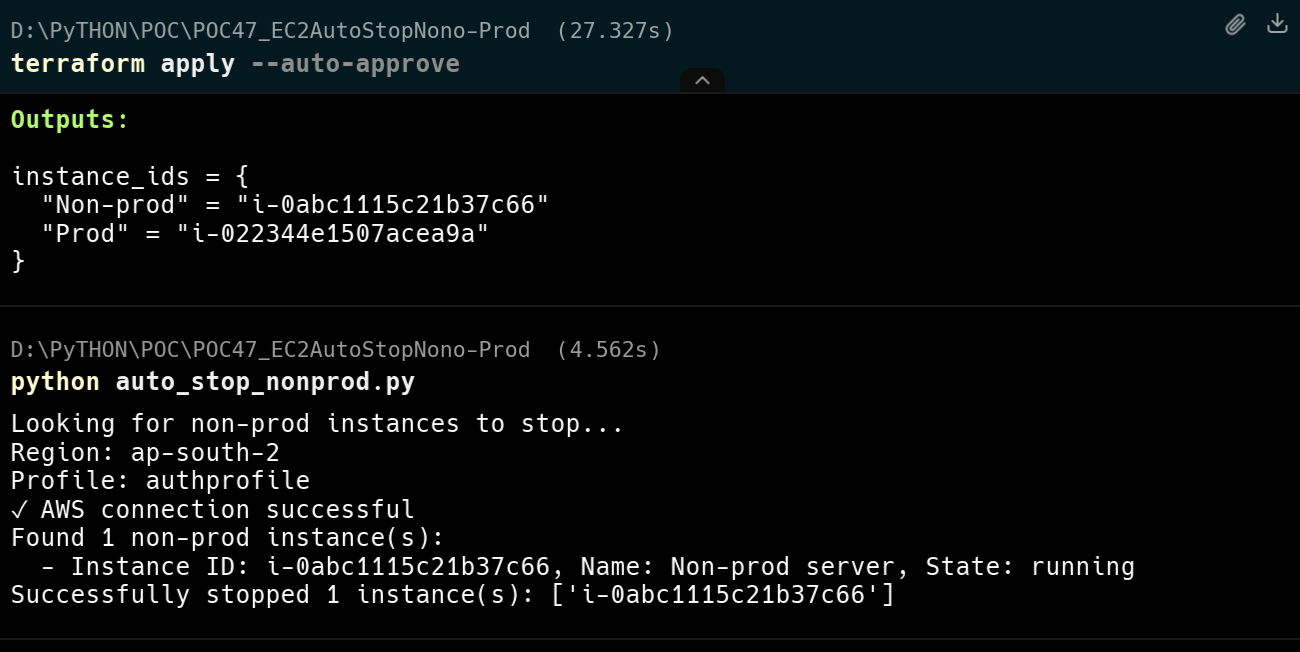 D:\PyTHON\POC\POC47_EC2AutoStopNono-Prod (27.327s)
terraform apply --auto-approve
Outputs:
instance_ids = {
  "Non-prod" = "i-0abc1115c21b37c66"
  "Prod" = "i-022344e1507acea9a"
}
D:\PyTHON\POC\POC47_EC2AutoStopNono-Prod (4.562s)
python auto_stop_nonprod.py
Looking for non-prod instances to stop...
Region: ap-south-2
Profile: authprofile
✓ AWS connection successful
Found 1 non-prod instance(s):
  - Instance ID: i-0abc1115c21b37c66, Name: Non-prod server, State: running
Successfully stopped 1 instance(s): ['i-0abc1115c21b37c66']